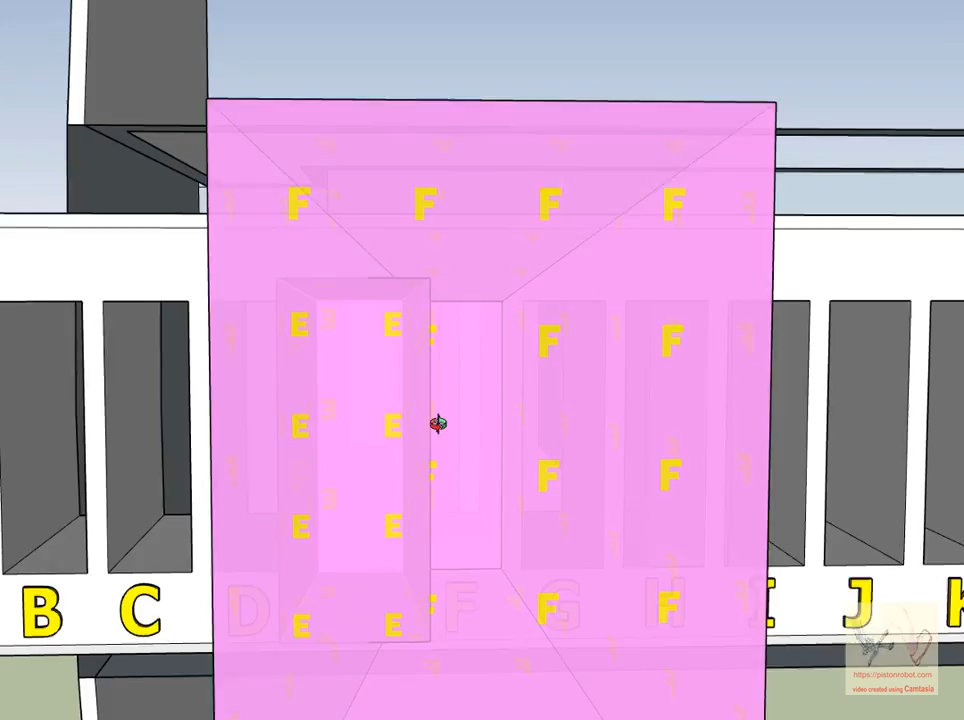 F F F F
E E F F
E E F F
E E
E E F F
B C D F G H I J K
https://pistonrobot.com
video created using Camtasia